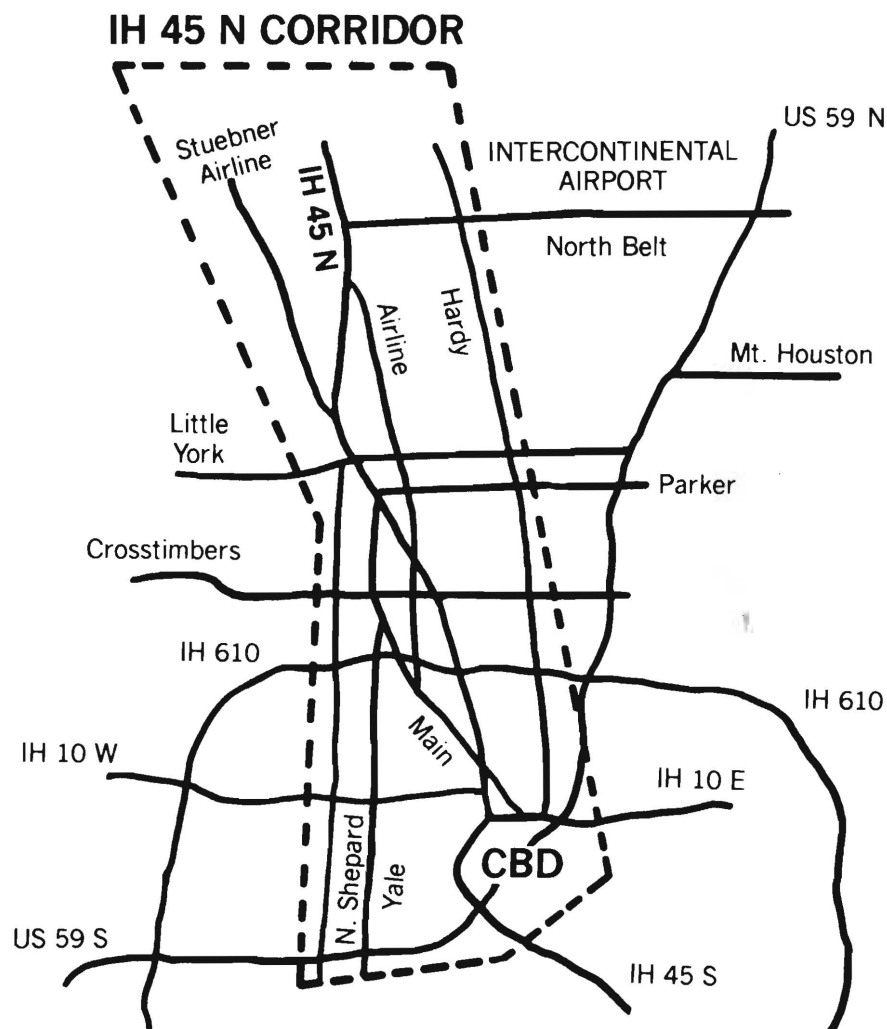 IH 45 N CORRIDOR
US 59 N
Stuebner
Airline
IH 45 N
INTERCONTINENTAL
AIRPORT
North Belt
Airline
Hardy
Mt. Houston
Little
York
Parker
Crosstimbers
IH 610
IH 610
Main
IH 10 W
IH 10 E
N. Shepard
Yale
CBD
US 59 S
IH 45 S